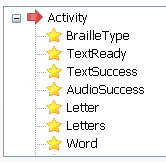 Activity
BrailleType
TextReady
TextSuccess
AudioSuccess
Letter
Letters
Word